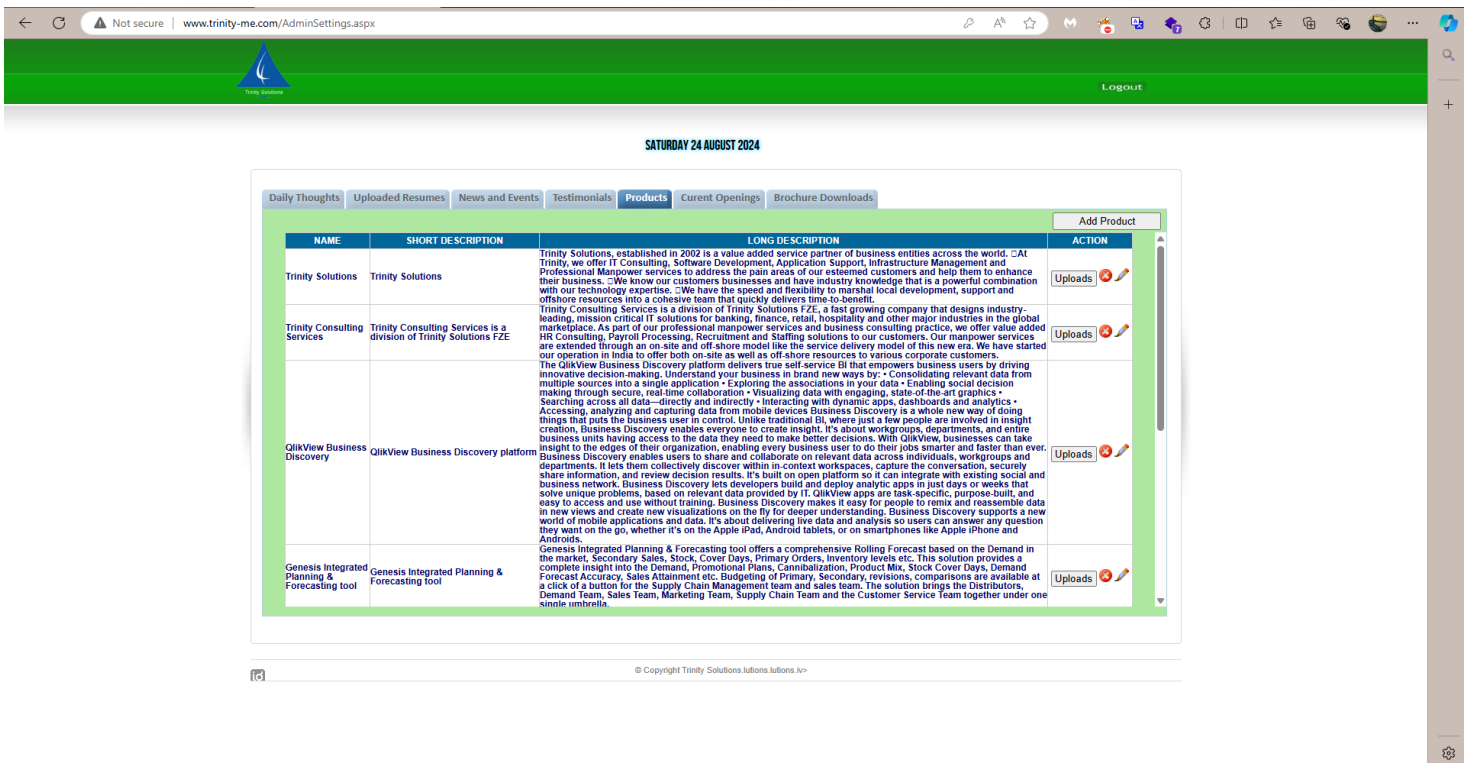 Not secure | www.trinity-me.com/AdminSettings.aspx
7
Trinity Solutions
Logout
SATURDAY 24 AUGUST 2024
Daily Thoughts Uploaded Resumes News and Events Testimonials Products Curent Openings Brochure Downloads
Add Product
NAME SHORT DESCRIPTION LONG DESCRIPTION ACTION
Trinity Solutions
Trinity Solutions
Trinity Solutions, established in 2002 is a value added service partner of business entities across the world. □At
Trinity, we offer IT Consulting, Software Development, Application Support, Infrastructure Management and
Professional Manpower services to address the pain areas of our esteemed customers and help them to enhance
their business. □We know our customers businesses and have industry knowledge that is a powerful combination
with our technology expertise. □We have the speed and flexibility to marshal local development, support and
offshore resources into a cohesive team that quickly delivers time-to-benefit.
Uploads
Trinity Consulting
Services
Trinity Consulting Services is a
division of Trinity Solutions FZE
Trinity Consulting Services is a division of Trinity Solutions FZE, a fast growing company that designs industry-
leading, mission critical IT solutions for banking, finance, retail, hospitality and other major industries in the global
marketplace. As part of our professional manpower services and business consulting practice, we offer value added
HR Consulting, Payroll Processing, Recruitment and Staffing solutions to our customers. Our manpower services
are extended through an on-site and off-shore model like the service delivery model of this new era. We have started
our operation in India to offer both on-site as well as off-shore resources to various corporate customers.
Uploads
QlikView Business
Discovery
QlikView Business Discovery platform
The QlikView Business Discovery platform delivers true self-service BI that empowers business users by driving
innovative decision-making. Understand your business in brand new ways by: • Consolidating relevant data from
multiple sources into a single application • Exploring the associations in your data • Enabling social decision
making through secure, real-time collaboration • Visualizing data with engaging, state-of-the-art graphics •
Searching across all data—directly and indirectly • Interacting with dynamic apps, dashboards and analytics •
Accessing, analyzing and capturing data from mobile devices Business Discovery is a whole new way of doing
things that puts the business user in control. Unlike traditional BI, where just a few people are involved in insight
creation, Business Discovery enables everyone to create insight. It's about workgroups, departments, and entire
business units having access to the data they need to make better decisions. With QlikView, businesses can take
insight to the edges of their organization, enabling every business user to do their jobs smarter and faster than ever.
Business Discovery enables users to share and collaborate on relevant data across individuals, workgroups and
departments. It lets them collectively discover within in-context workspaces, capture the conversation, securely
share information, and review decision results. It's built on open platform so it can integrate with existing social and
business network. Business Discovery lets developers build and deploy analytic apps in just days or weeks that
solve unique problems, based on relevant data provided by IT. QlikView apps are task-specific, purpose-built, and
easy to access and use without training. Business Discovery makes it easy for people to remix and reassemble data
in new views and create new visualizations on the fly for deeper understanding. Business Discovery supports a new
world of mobile applications and data. It's about delivering live data and analysis so users can answer any question
they want on the go, whether it's on the Apple iPad, Android tablets, or on smartphones like Apple iPhone and
Androids.
Uploads
Genesis Integrated
Planning &
Forecasting tool
Genesis Integrated Planning &
Forecasting tool
Genesis Integrated Planning & Forecasting tool offers a comprehensive Rolling Forecast based on the Demand in
the market, Secondary Sales, Stock, Cover Days, Primary Orders, Inventory levels etc. This solution provides a
complete insight into the Demand, Promotional Plans, Cannibalization, Product Mix, Stock Cover Days, Demand
Forecast Accuracy, Sales Attainment etc. Budgeting of Primary, Secondary, revisions, comparisons are available at
a click of a button for the Supply Chain Management team and sales team. The solution brings the Distributors,
Demand Team, Sales Team, Marketing Team, Supply Chain Team and the Customer Service Team together under one
single umbrella.
Uploads
id
© Copyright Trinity Solutions.lutions.lutions.iv>